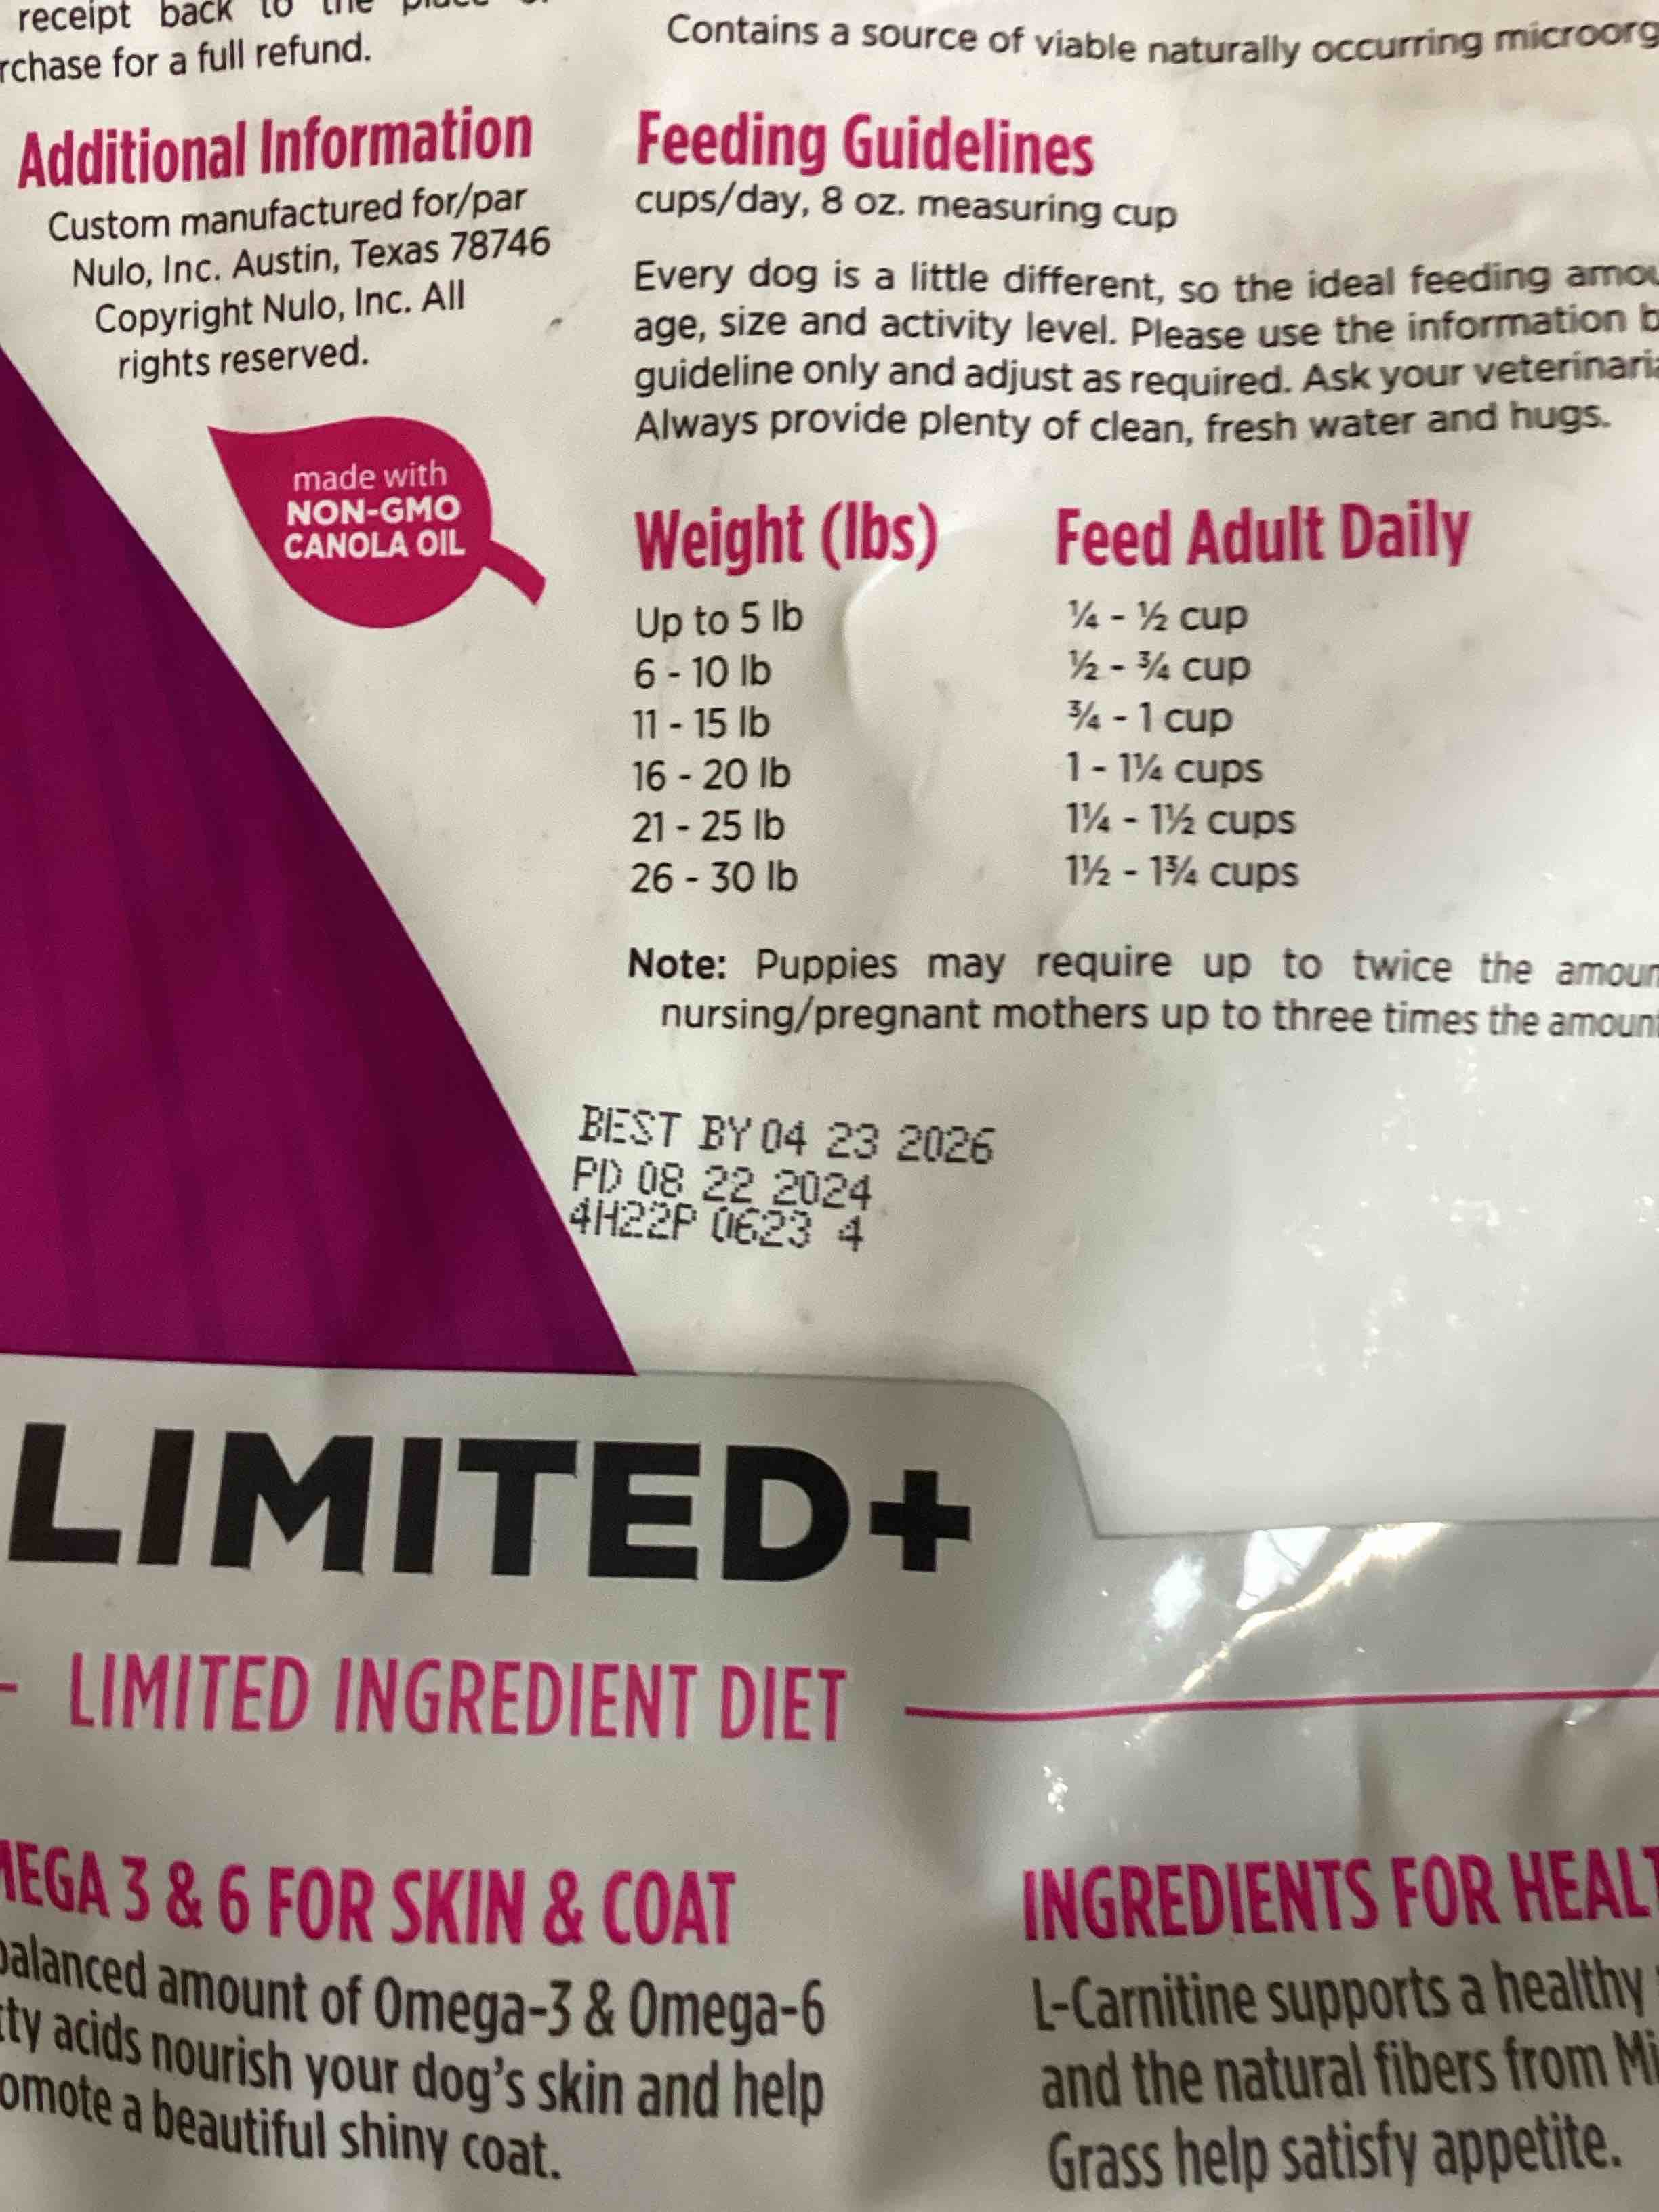 receipt back to the
rchase for a full refund.
Additional Information
Custom manufactured for/par
Nulo, Inc. Austin, Texas 78746
Copyright Nulo, Inc. All
rights reserved.
made with
NON-GMO
CANOLA OIL
Contains a source of viable naturally occurring microorg
Feeding Guidelines
cups/day, 8 oz. measuring cup
Every dog is a little different, so the ideal feeding amou
age, size and activity level. Please use the information b
guideline only and adjust as required. Ask your veterinaria
Always provide plenty of clean, fresh water and hugs.
Weight (lbs) Feed Adult Daily
Up to 5 lb ¼ - ½ cup
6 - 10 lb ½ - ¾ cup
11 - 15 lb ¾ - 1 cup
16 - 20 lb 1 - 1¼ cups
21 - 25 lb 1¼ - 1½ cups
26 - 30 lb 1½ - 1¾ cups
Note: Puppies may require up to twice the amoun
nursing/pregnant mothers up to three times the amount
BEST BY 04 23 2026
PD 08 22 2024
4H22P 0623 4
LIMITED+
LIMITED INGREDIENT DIET
MEGA 3 & 6 FOR SKIN & COAT
balanced amount of Omega-3 & Omega-6
tty acids nourish your dog's skin and help
omote a beautiful shiny coat.
INGREDIENTS FOR HEALT
L-Carnitine supports a healthy
and the natural fibers from Mi
Grass help satisfy appetite.